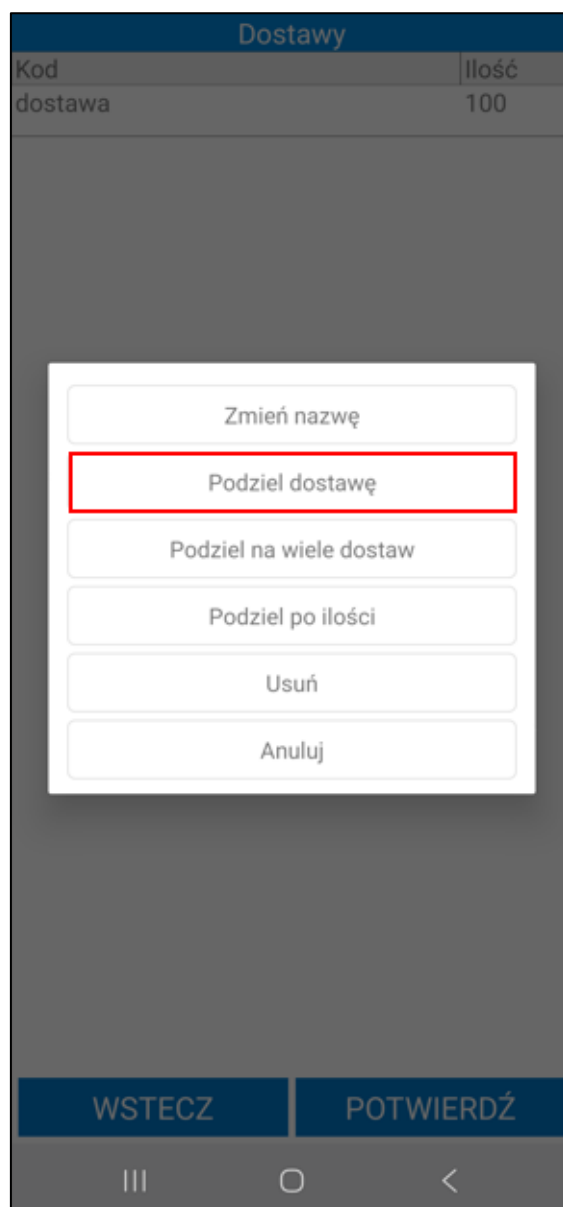 Dostawy
Kod Ilość
dostawa 100
Zmień nazwę
Podziel dostawę
Podziel na wiele dostaw
Podziel po ilości
Usuń
Anuluj
WSTECZ POTWIERDŹ